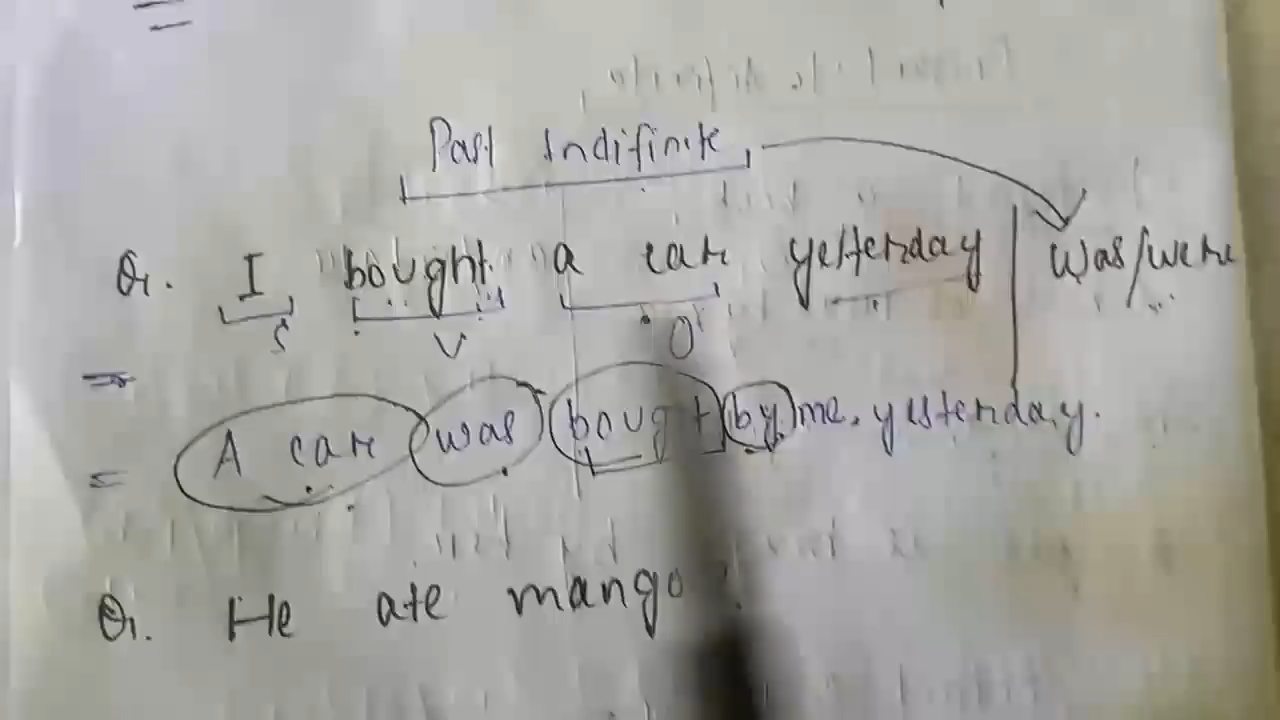 Past Indifinite
Q. I bought a car yesterday was/were
S V O
⇒
= A car was bought by me. yesterday.
Q. He ate mango